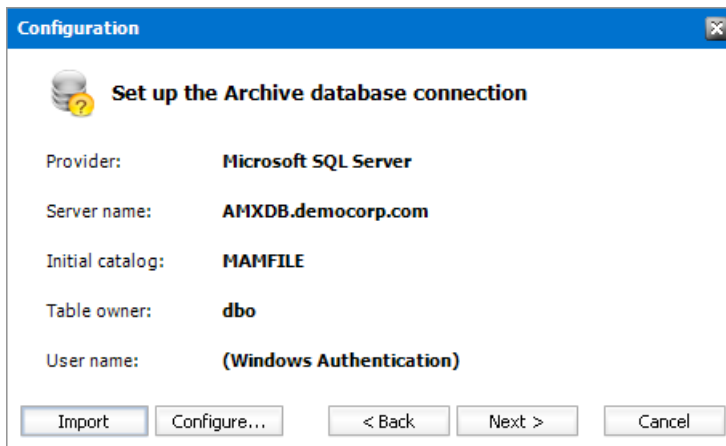 Configuration
Set up the Archive database connection
Provider: Microsoft SQL Server
Server name: AMXDB.democorp.com
Initial catalog: MAMFILE
Table owner: dbo
User name: (Windows Authentication)
Import Configure... < Back Next > Cancel